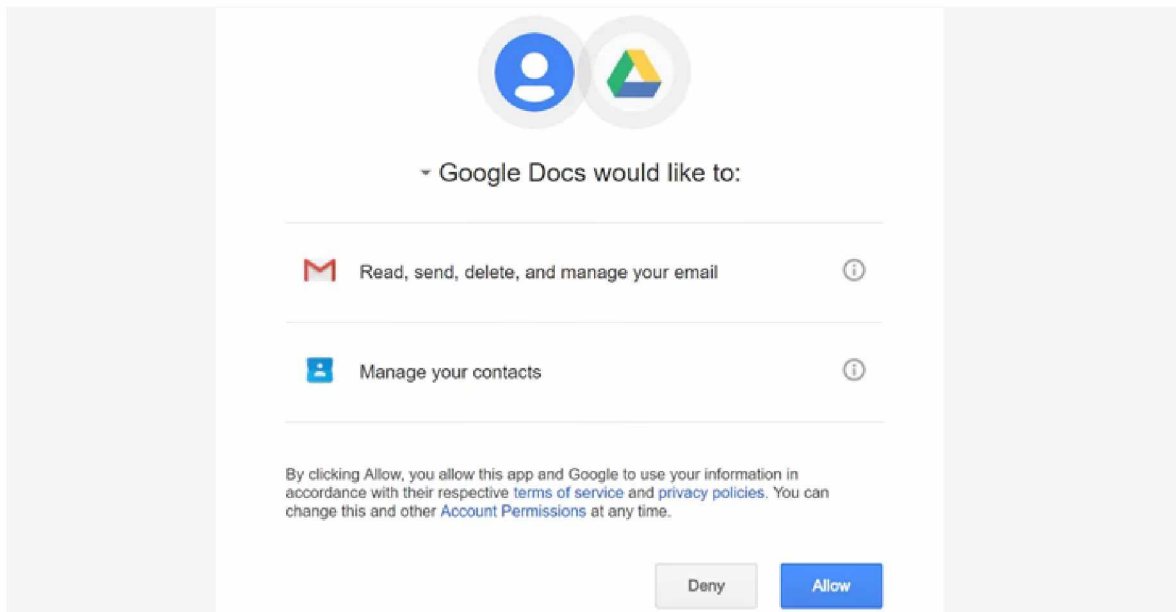 Google Docs would like to:
Read, send, delete, and manage your email
Manage your contacts
By clicking Allow, you allow this app and Google to use your information in
accordance with their respective terms of service and privacy policies. You can
change this and other Account Permissions at any time.
Deny
Allow